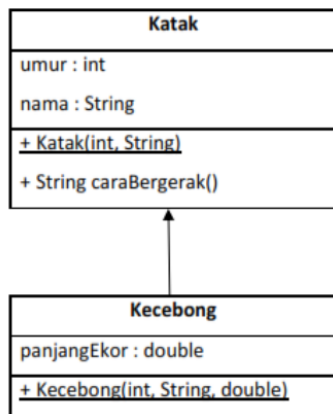 Katak
umur : int
nama : String
+ Katak(int, String)
+ String caraBergerak()
Kecebong
panjangEkor : double
+ Kecebong(int, String, double)